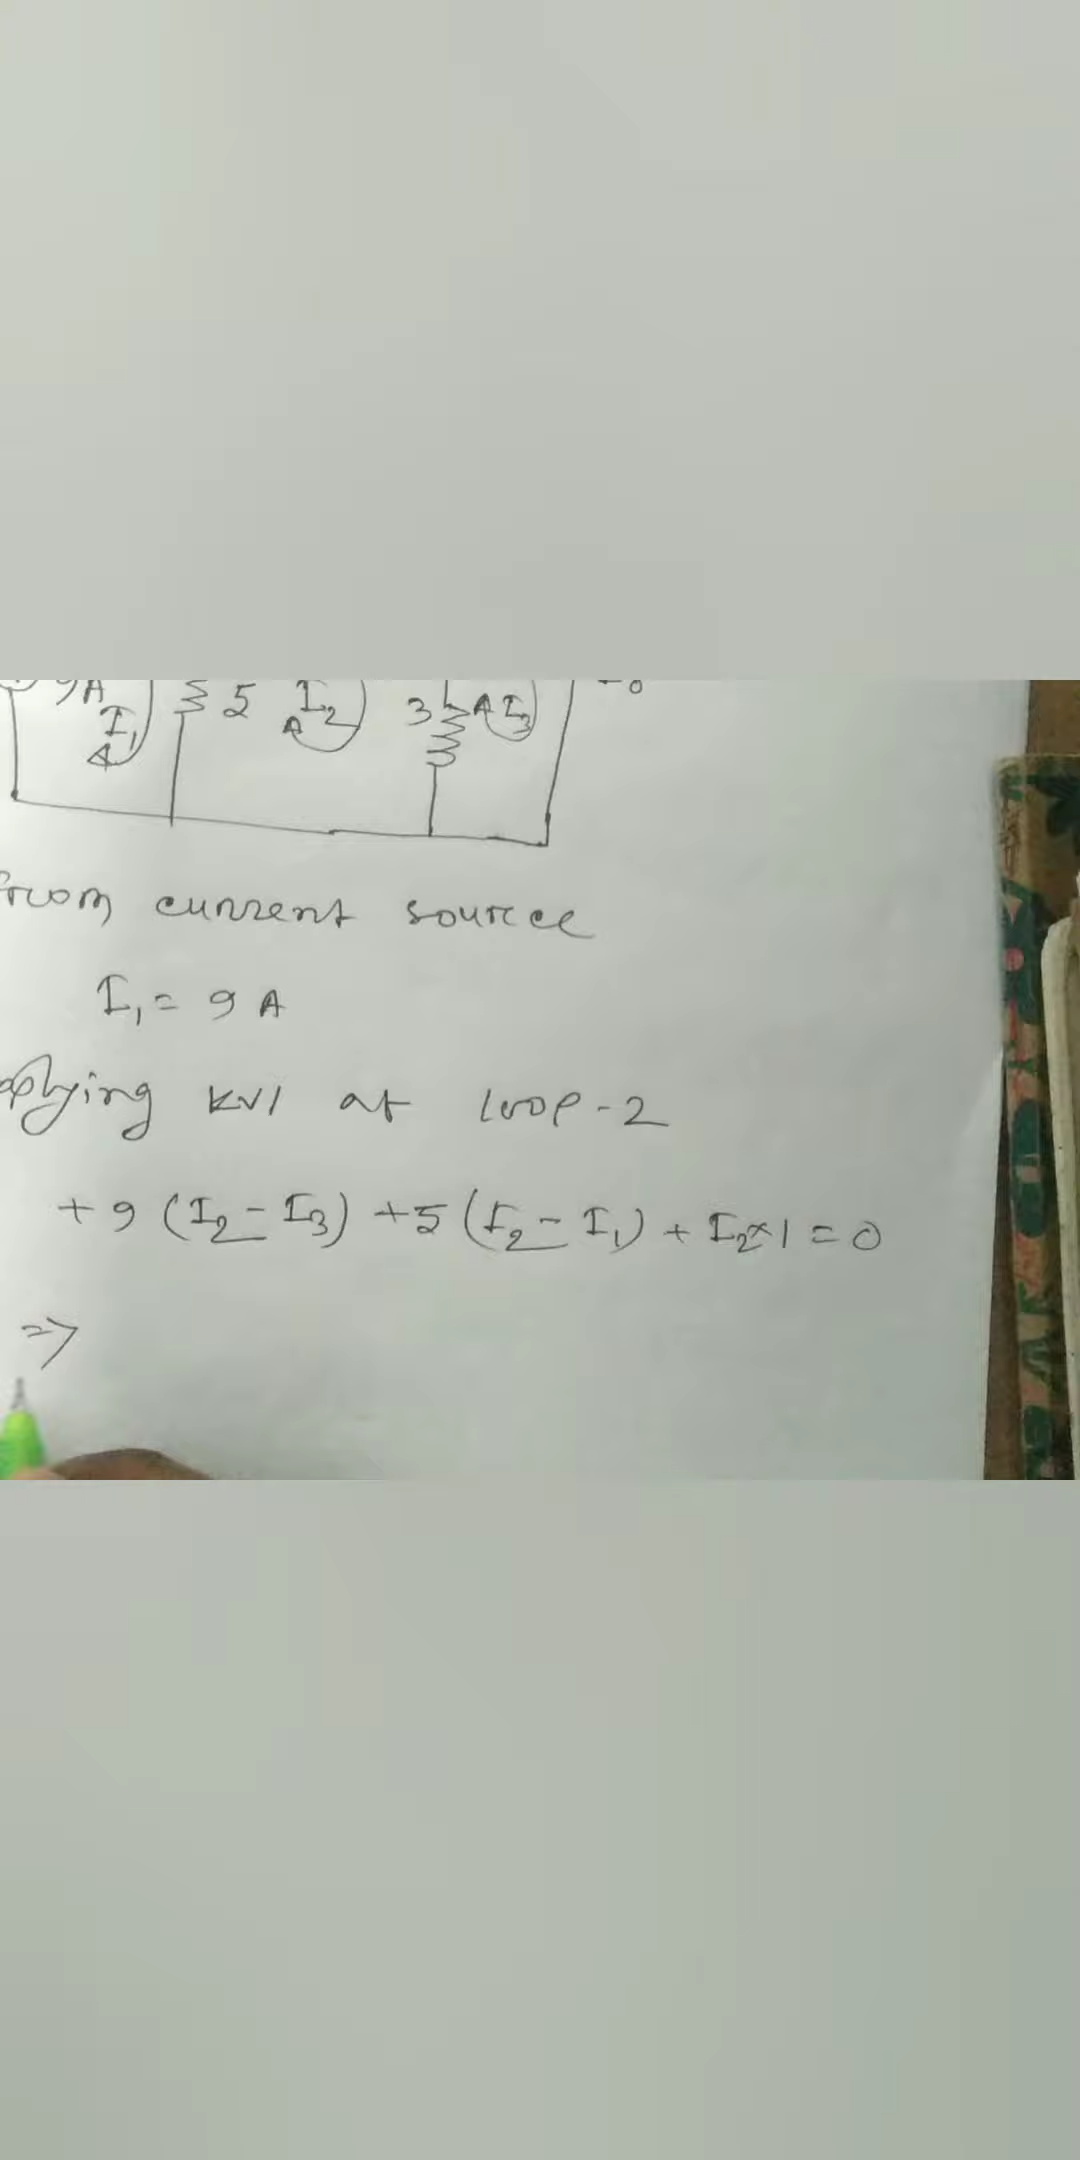 9A I₁ 5 I₂ 3 I₃
from current source
I₁ = 9 A
applying KVl at loop-2
+9 (I₂ - I₃) +5 (I₂ - I₁) + I₂×1 = 0
=>